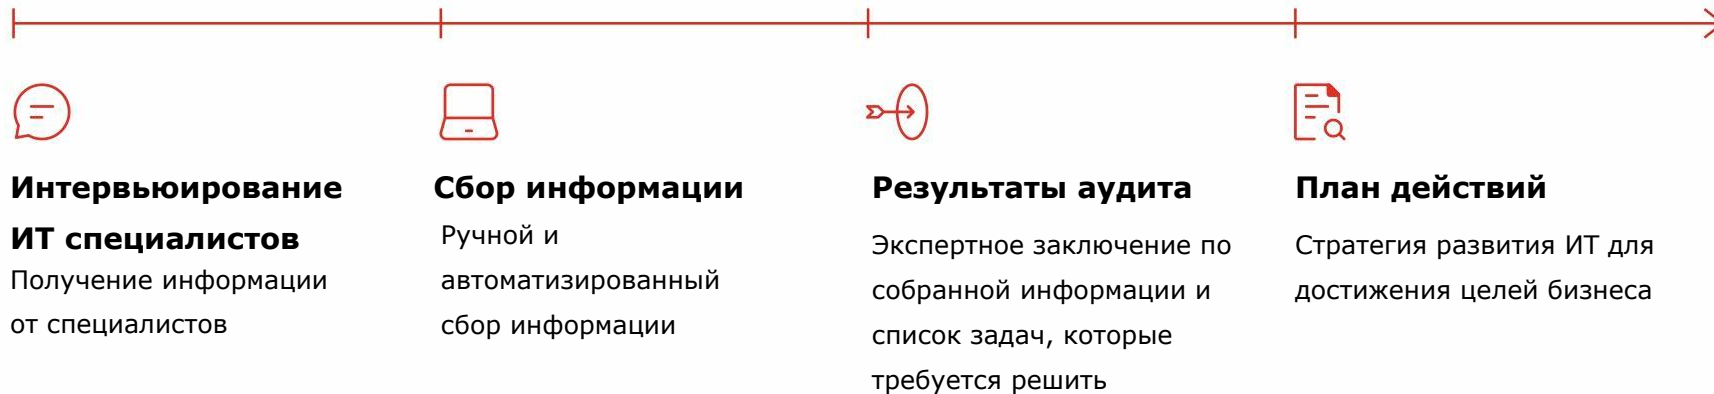 Интервьюирование
ИТ специалистов
Получение информации
от специалистов
Сбор информации
Ручной и
автоматизированный
сбор информации
Результаты аудита
Экспертное заключение по
собранной информации и
список задач, которые
требуется решить
План действий
Стратегия развития ИТ для
достижения целей бизнеса